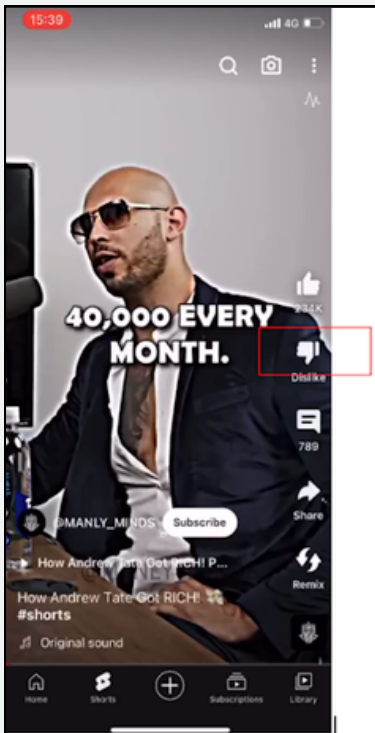 15:39
4G
40,000 EVERY
MONTH.
234K
Dislike
789
Share
@MANLY_MINDS
Subscribe
How Andrew Tate Got RICH! P...
Remix
How Andrew Tate Got RICH!
#shorts
Original sound
Home
Shorts
Subscriptions
Library